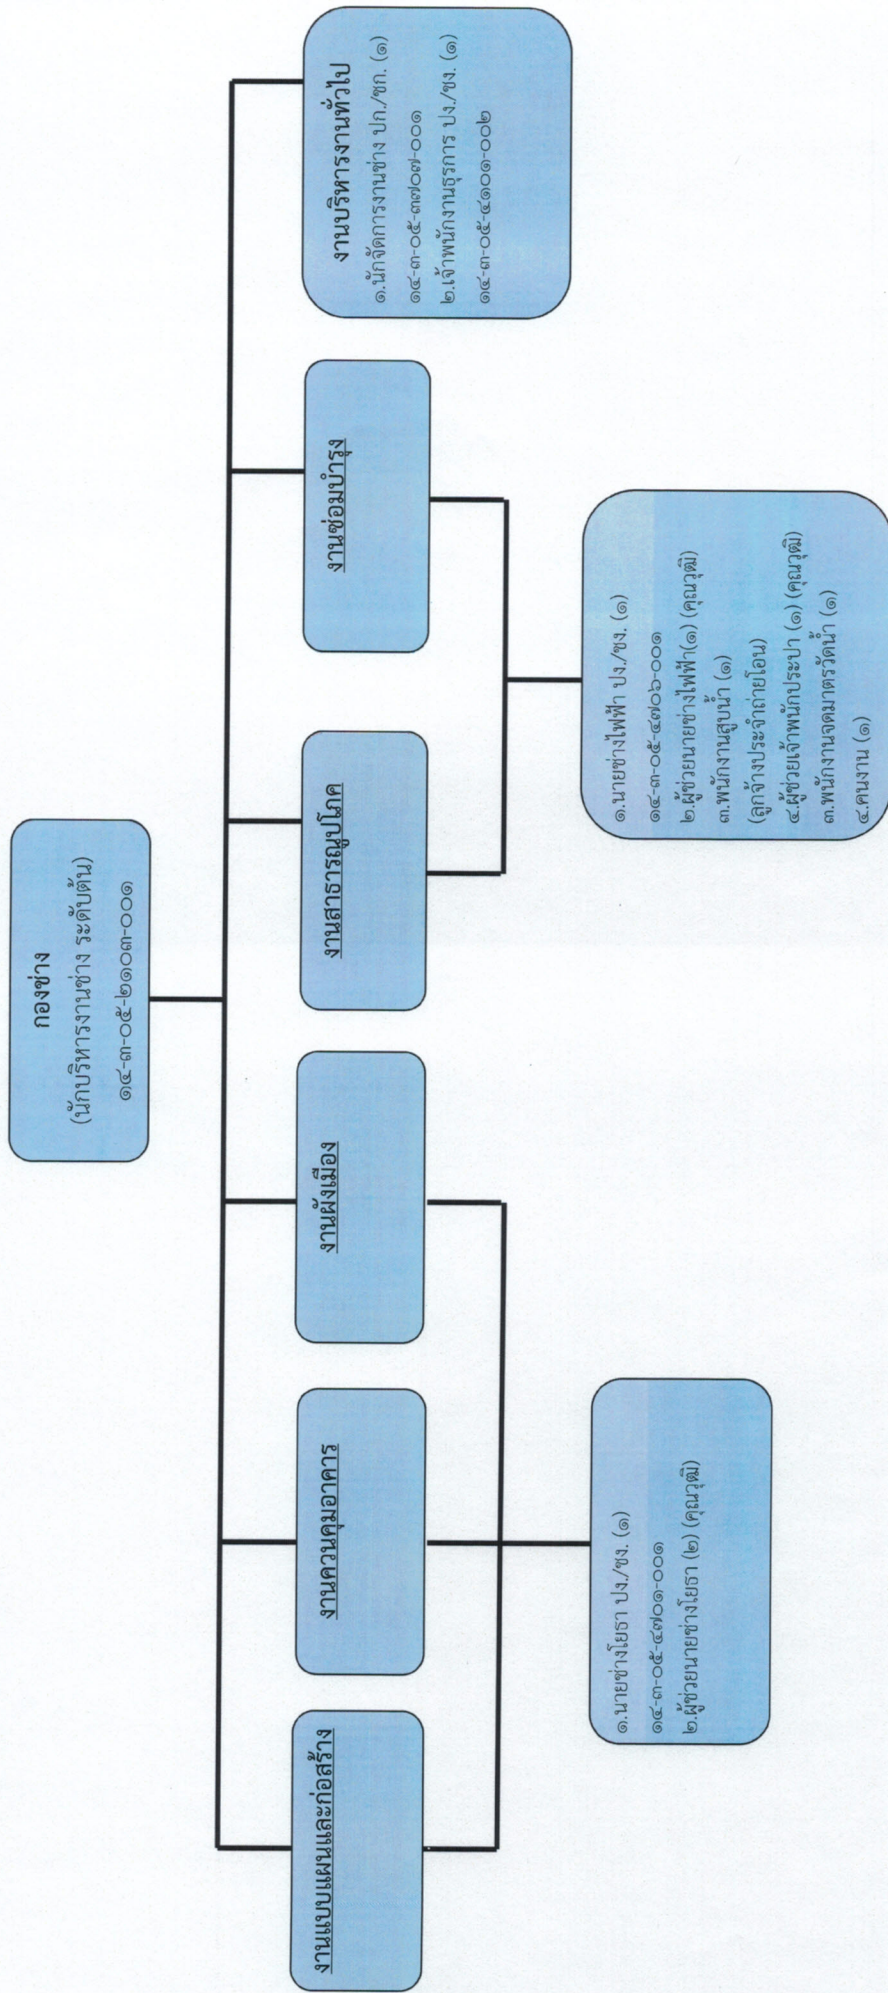 กองช่าง
(นักบริหารงานช่าง ระดับต้น)
๑๔-๓-๐๕-๒๑๐๓-๐๐๑
งานแบบแผนและก่อสร้าง
งานควบคุมอาคาร
งานผังเมือง
งานสาธารณูปโภค
งานซ่อมบำรุง
งานบริหารงานทั่วไป
๑.นักจัดการงานช่าง ปก./ชก. (๑)
๑๔-๓-๐๕-๓๗๐๗-๐๐๑
๒.เจ้าพนักงานธุรการ ปง./ชง. (๑)
๑๔-๓-๐๕-๔๑๐๑-๐๐๒
๑.นายช่างโยธา ปง./ชง. (๑)
๑๔-๓-๐๕-๔๗๐๑-๐๐๑
๒.ผู้ช่วยนายช่างโยธา (๒) (คุณวุฒิ)
๑.นายช่างไฟฟ้า ปง./ชง. (๑)
๑๔-๓-๐๕-๔๗๐๖-๐๐๑
๒.ผู้ช่วยนายช่างไฟฟ้า(๑) (คุณวุฒิ)
๓.พนักงานสูบน้ำ (๑)
(ลูกจ้างประจำถ่ายโอน)
๔.ผู้ช่วยเจ้าพนักประปา (๑) (คุณวุฒิ)
๓.พนักงานจดมาตรวัดน้ำ (๑)
๔.คนงาน (๑)